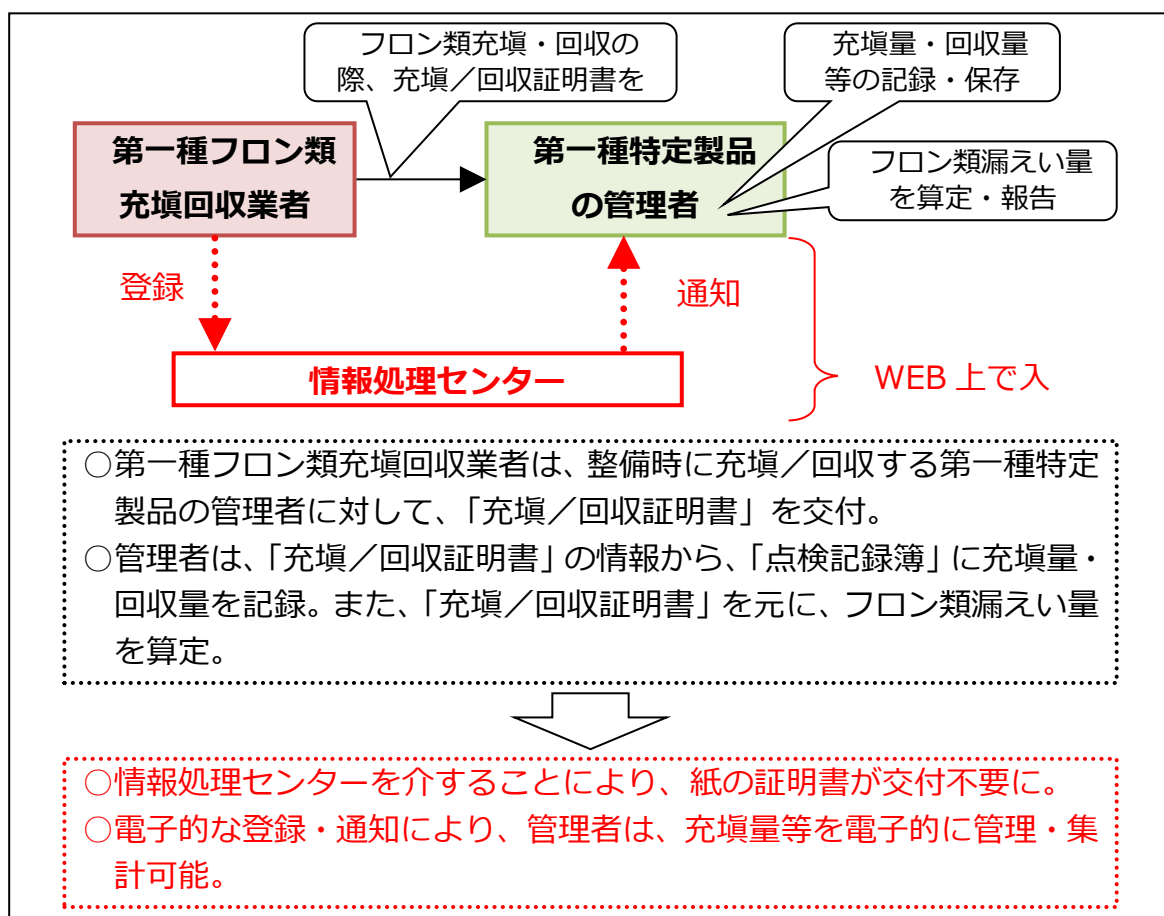 フロン類充塡・回収の
際、充塡／回収証明書を
充塡量・回収量
等の記録・保存
第一種フロン類
充塡回収業者
第一種特定製品
の管理者
フロン類漏えい量
を算定・報告
登録
通知
情報処理センター
WEB 上で入
○第一種フロン類充塡回収業者は、整備時に充塡／回収する第一種特定
製品の管理者に対して、「充塡／回収証明書」を交付。
○管理者は、「充塡／回収証明書」の情報から、「点検記録簿」に充塡量・
回収量を記録。また、「充塡／回収証明書」を元に、フロン類漏えい量
を算定。
○情報処理センターを介することにより、紙の証明書が交付不要に。
○電子的な登録・通知により、管理者は、充塡量等を電子的に管理・集
計可能。